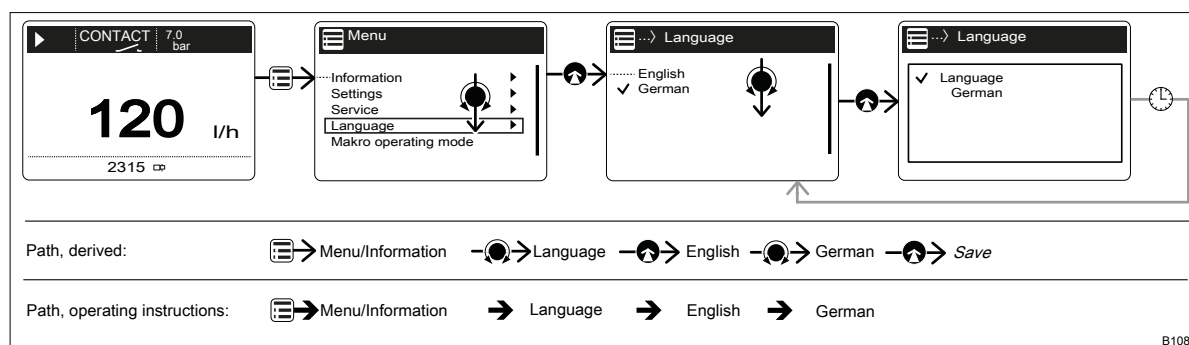 CONTACT 7.0
bar
120 l/h
2315
Menu
Information
Settings
Service
Language
Makro operating mode
...〉 Language
English
✓ German
...〉 Language
✓ Language
German
Path, derived: Menu/Information Language English German Save
Path, operating instructions: Menu/Information Language English German
B108